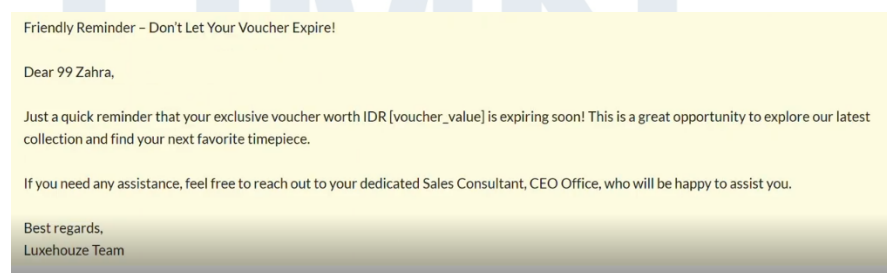 Friendly Reminder – Don't Let Your Voucher Expire!
Dear 99 Zahra,
Just a quick reminder that your exclusive voucher worth IDR [voucher_value] is expiring soon! This is a great opportunity to explore our latest
collection and find your next favorite timepiece.
If you need any assistance, feel free to reach out to your dedicated Sales Consultant, CEO Office, who will be happy to assist you.
Best regards,
Luxehouze Team